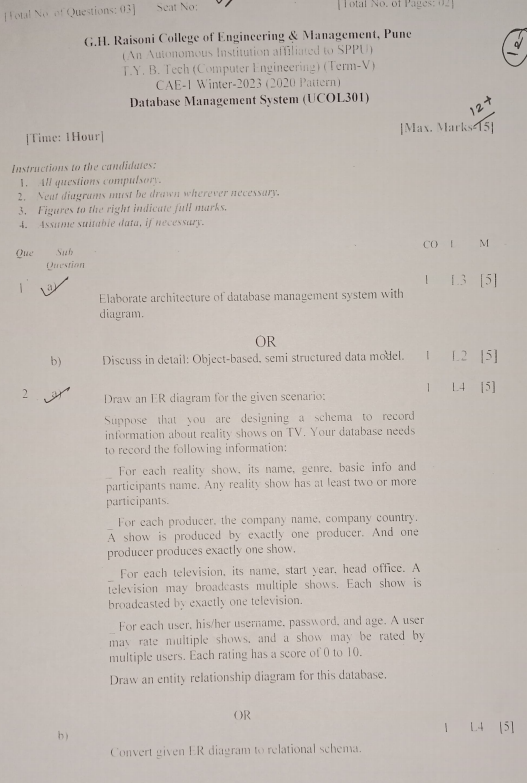 [Total No. of Questions: 03] Seat No: [Total No. of Pages: 02]
G.H. Raisoni College of Engineering & Management, Pune
(An Autonomous Institution affiliated to SPPU)
T.Y. B. Tech (Computer Engineering) (Term-V)
CAE-1 Winter-2023 (2020 Pattern)
Database Management System (UCOL301)
12+
[Time: 1Hour] [Max. Marks-15]
Instructions to the candidates:
1. All questions compulsory.
2. Neat diagrams must be drawn wherever necessary.
3. Figures to the right indicate full marks.
4. Assume suitable data, if necessary.
Que Sub CO L M
Question
1 a) 1 L3 [5]
Elaborate architecture of database management system with
diagram.
OR
b) Discuss in detail: Object-based, semi structured data model. 1 L2 [5]
2 a) Draw an ER diagram for the given scenario: 1 L4 [5]
Suppose that you are designing a schema to record
information about reality shows on TV. Your database needs
to record the following information:
_ For each reality show, its name, genre, basic info and
participants name. Any reality show has at least two or more
participants.
_ For each producer, the company name, company country.
A show is produced by exactly one producer. And one
producer produces exactly one show.
_ For each television, its name, start year, head office. A
television may broadcasts multiple shows. Each show is
broadcasted by exactly one television.
_ For each user, his/her username, password, and age. A user
may rate multiple shows, and a show may be rated by
multiple users. Each rating has a score of 0 to 10.
Draw an entity relationship diagram for this database.
OR
b) 1 L4 [5]
Convert given ER diagram to relational schema.